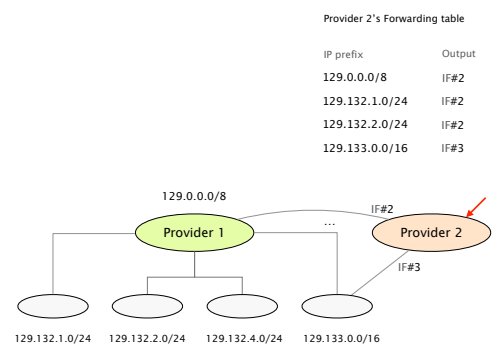 Provider 2's Forwarding table
IP prefix Output
129.0.0.0/8 IF#2
129.132.1.0/24 IF#2
129.132.2.0/24 IF#2
129.133.0.0/16 IF#3
129.0.0.0/8
IF#2
Provider 1
...
Provider 2
IF#3
129.132.1.0/24 129.132.2.0/24 129.132.4.0/24 129.133.0.0/16